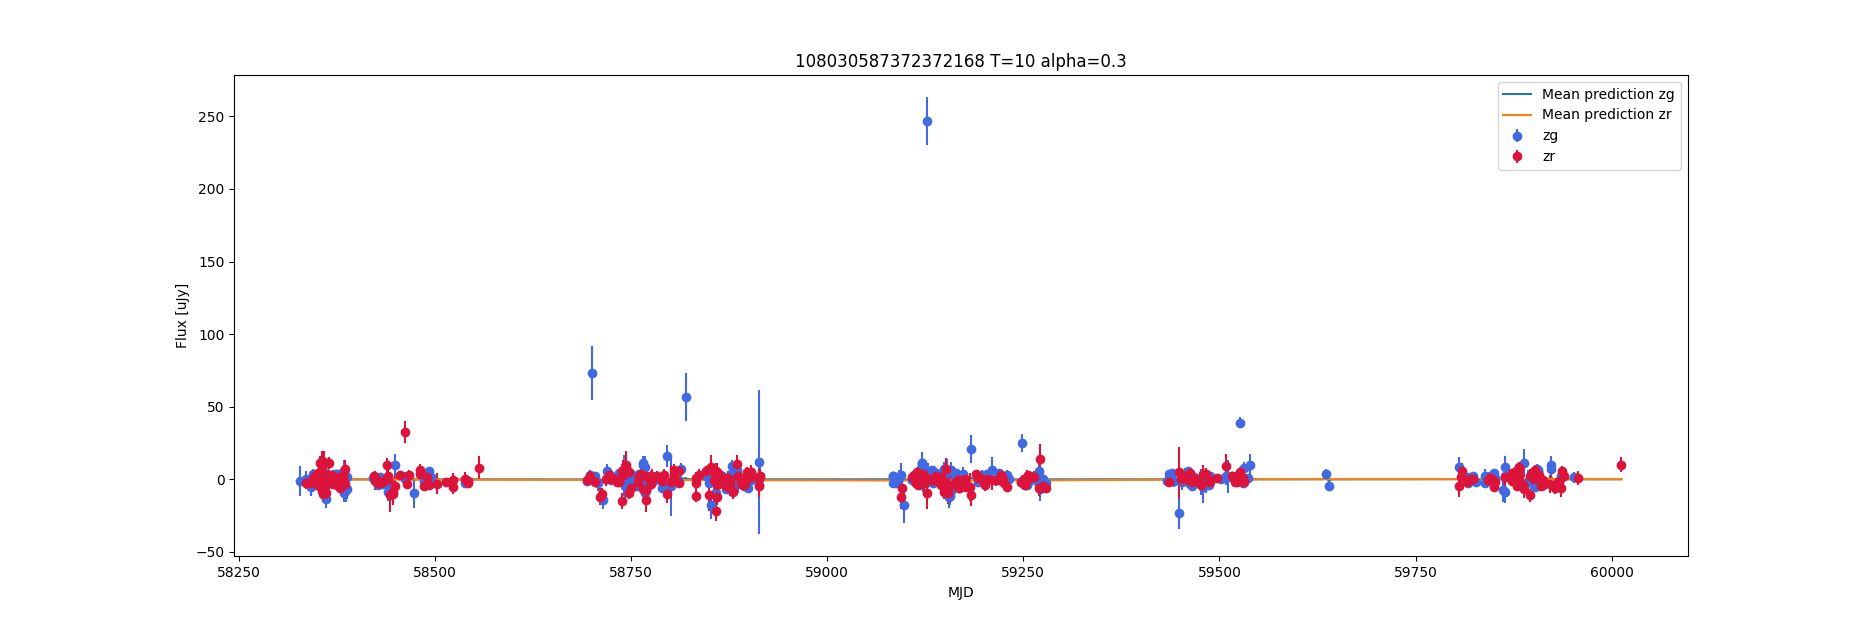 108030587372372168 T=10 alpha=0.3
Mean prediction zg
Mean prediction zr
zg
zr
250
200
150
100
50
0
−50
Flux [uJy]
58250 58500 58750 59000 59250 59500 59750 60000
MJD